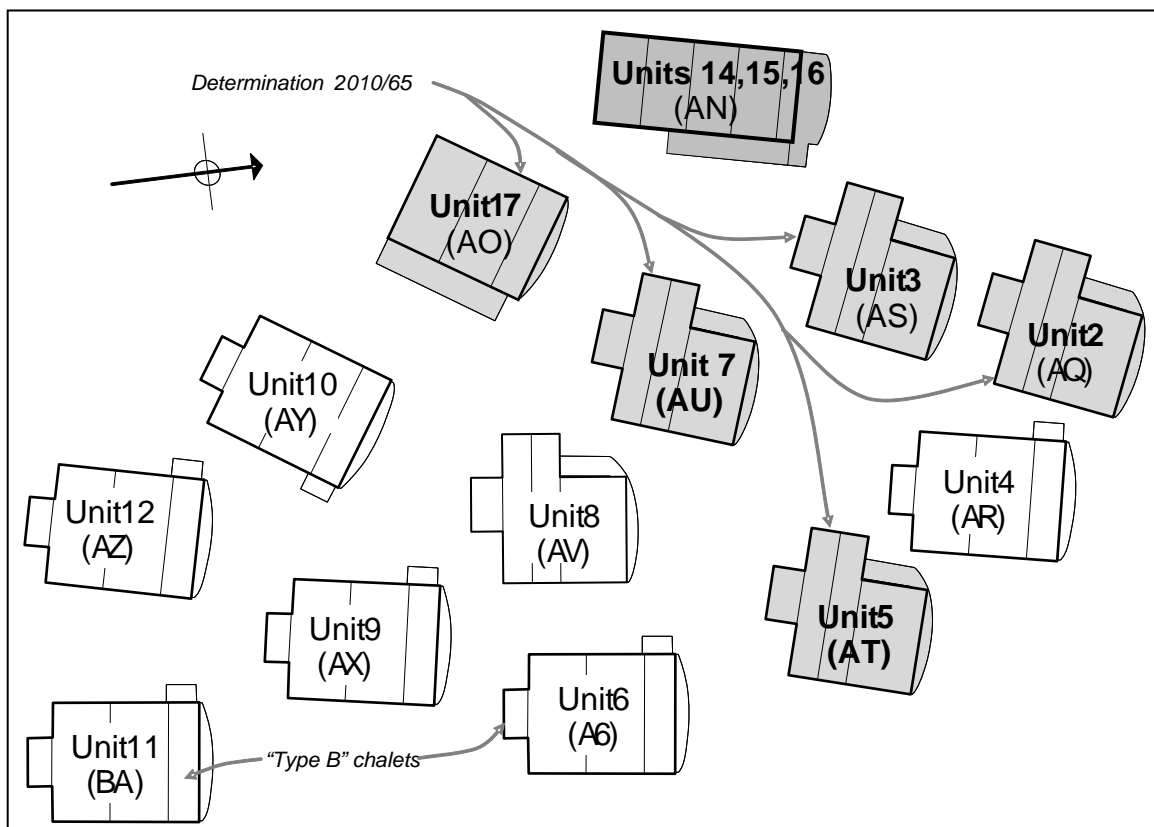 Units 14,15,16
(AN)
Determination 2010/65
Unit17
(AO)
Unit3
(AS)
Unit2
(AQ)
Unit 7
(AU)
Unit10
(AY)
Unit4
(AR)
Unit12
(AZ)
Unit8
(AV)
Unit5
(AT)
Unit9
(AX)
Unit6
(A6)
Unit11
(BA)
“Type B” chalets